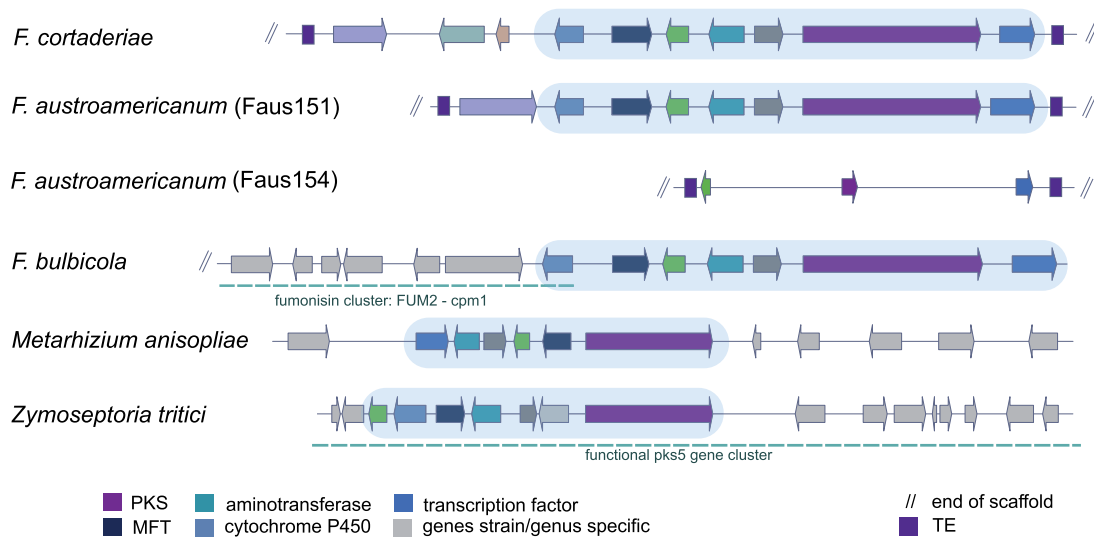 F. cortaderiae
F. austroamericanum (Faus151)
F. austroamericanum (Faus154)
F. bulbicola
fumonisin cluster: FUM2 - cpm1
Metarhizium anisopliae
Zymoseptoria tritici
functional pks5 gene cluster
PKS aminotransferase transcription factor // end of scaffold
MFT cytochrome P450 genes strain/genus specific TE